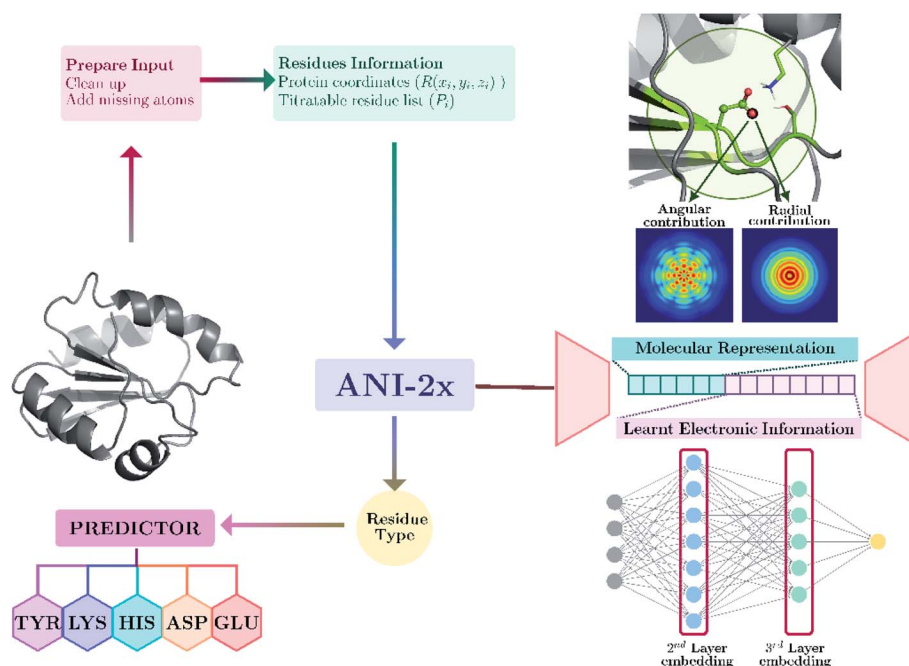 Prepare Input
Clean up
Add missing atoms
Residues Information
Protein coordinates (R(xᵢ, yᵢ, zᵢ) )
Titratable residue list (Pᵢ)
Angular contribution
Radial contribution
Molecular Representation
ANI-2x
Learnt Electronic Information
Residue
Type
PREDICTOR
TYR LYS HIS ASP GLU
2ⁿᵈ Layer
embedding
3ʳᵈ Layer
embedding